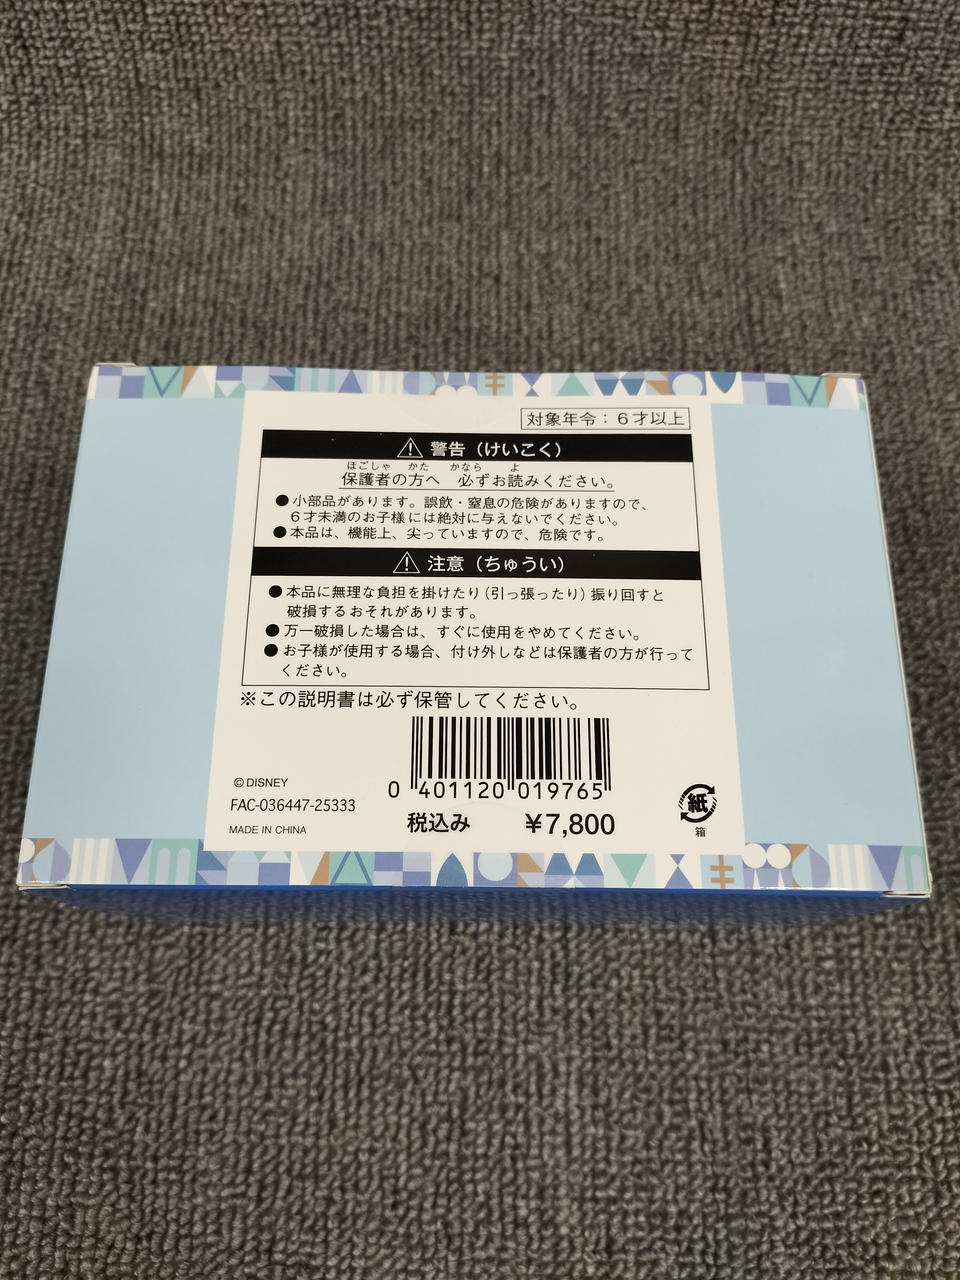 対象年令：６才以上
警告（けいこく）
ほごしゃ かた かなら よ
保護者の方へ 必ずお読みください。
●小部品があります。誤飲・窒息の危険がありますので、
６才未満のお子様には絶対に与えないでください。
●本品は、機能上、尖っていますので、危険です。
注意（ちゅうい）
●本品に無理な負担を掛けたり（引っ張ったり）振り回すと
破損するおそれがあります。
●万一破損した場合は、すぐに使用をやめてください。
●お子様が使用する場合、付け外しなどは保護者の方が行って
ください。
※この説明書は必ず保管してください。
© DISNEY
0 401120 019765
FAC-036447-25333
紙
箱
MADE IN CHINA
税込み ¥7,800